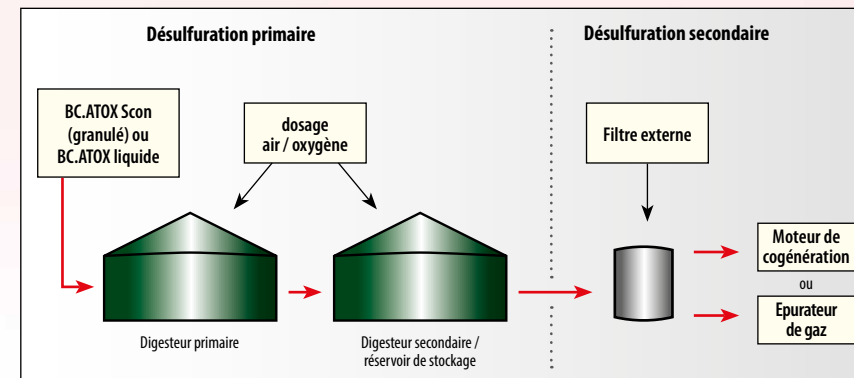 Désulfuration primaire
Désulfuration secondaire
BC.ATOX Scon
(granulé) ou
BC.ATOX liquide
dosage
air / oxygène
Filtre externe
Moteur de
cogénération
ou
Epurateur
de gaz
Digesteur primaire
Digesteur secondaire /
réservoir de stockage